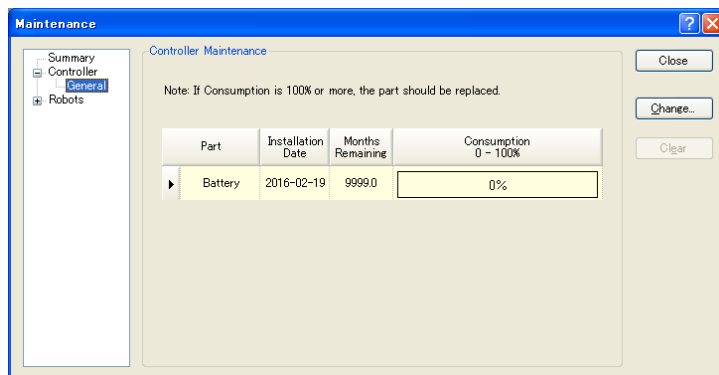 Maintenance
Summary
Controller
General
Robots
Controller Maintenance
Note: If Consumption is 100% or more, the part should be replaced.
Part
Installation
Date
Months
Remaining
Consumption
0 - 100%
Battery 2016-02-19 9999.0 0%
Close
Change...
Clear